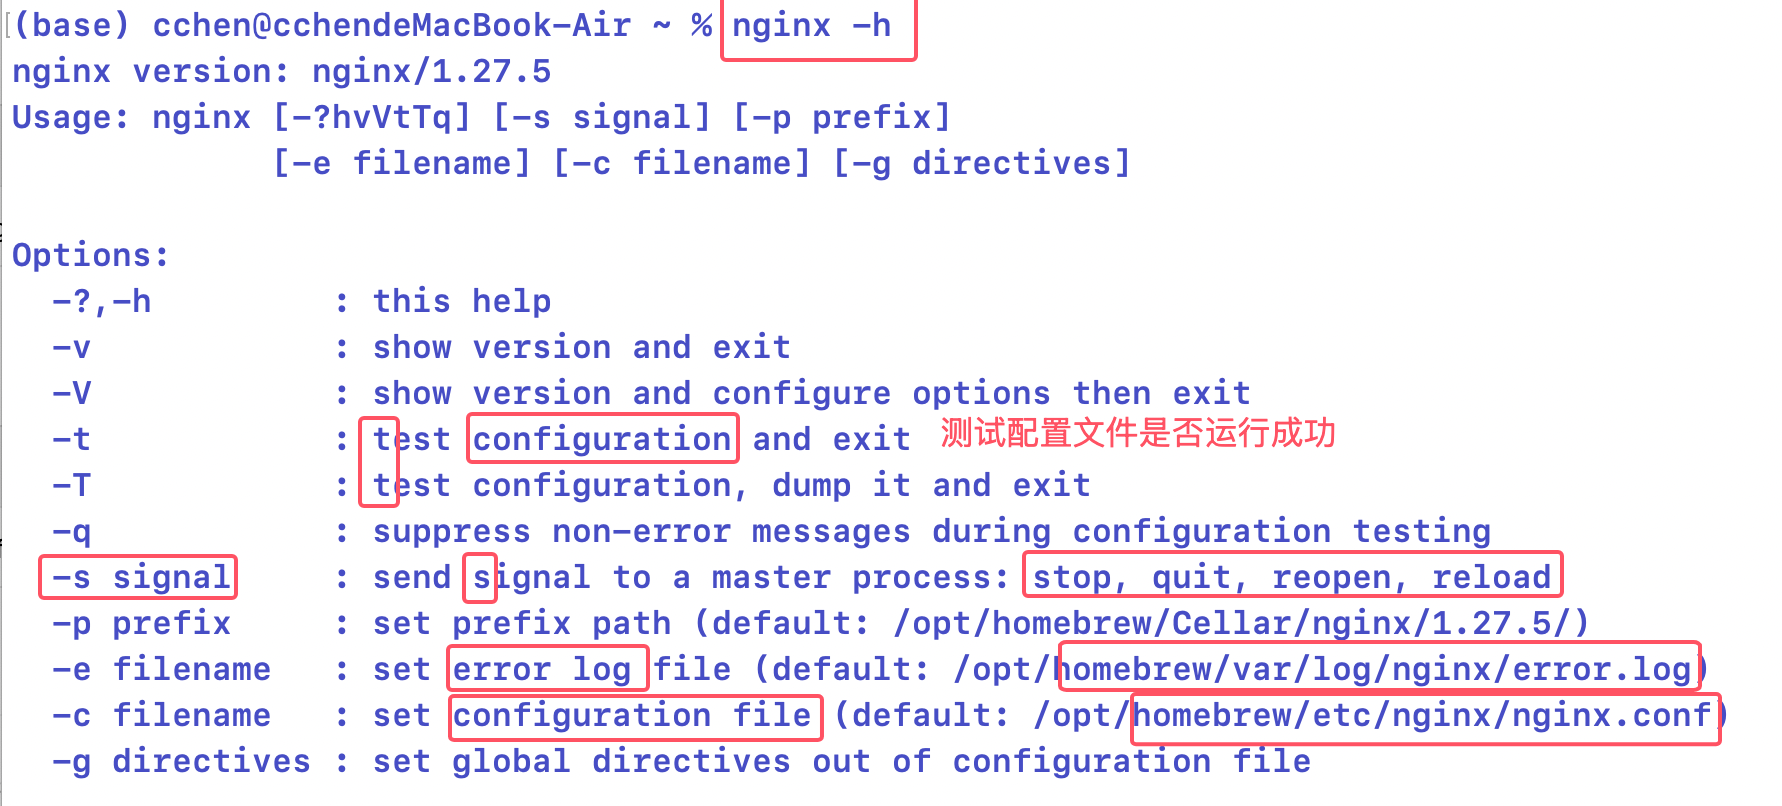 (base) cchen@cchendeMacBook-Air ~ % nginx -h
nginx version: nginx/1.27.5
Usage: nginx [-?hvVtTq] [-s signal] [-p prefix]
[-e filename] [-c filename] [-g directives]
Options:
-?,-h : this help
-v : show version and exit
-V : show version and configure options then exit
-t : test configuration and exit 测试配置文件是否运行成功
-T : test configuration, dump it and exit
-q : suppress non-error messages during configuration testing
-s signal : send signal to a master process: stop, quit, reopen, reload
-p prefix : set prefix path (default: /opt/homebrew/Cellar/nginx/1.27.5/)
-e filename : set error log file (default: /opt/homebrew/var/log/nginx/error.log)
-c filename : set configuration file (default: /opt/homebrew/etc/nginx/nginx.conf)
-g directives : set global directives out of configuration file